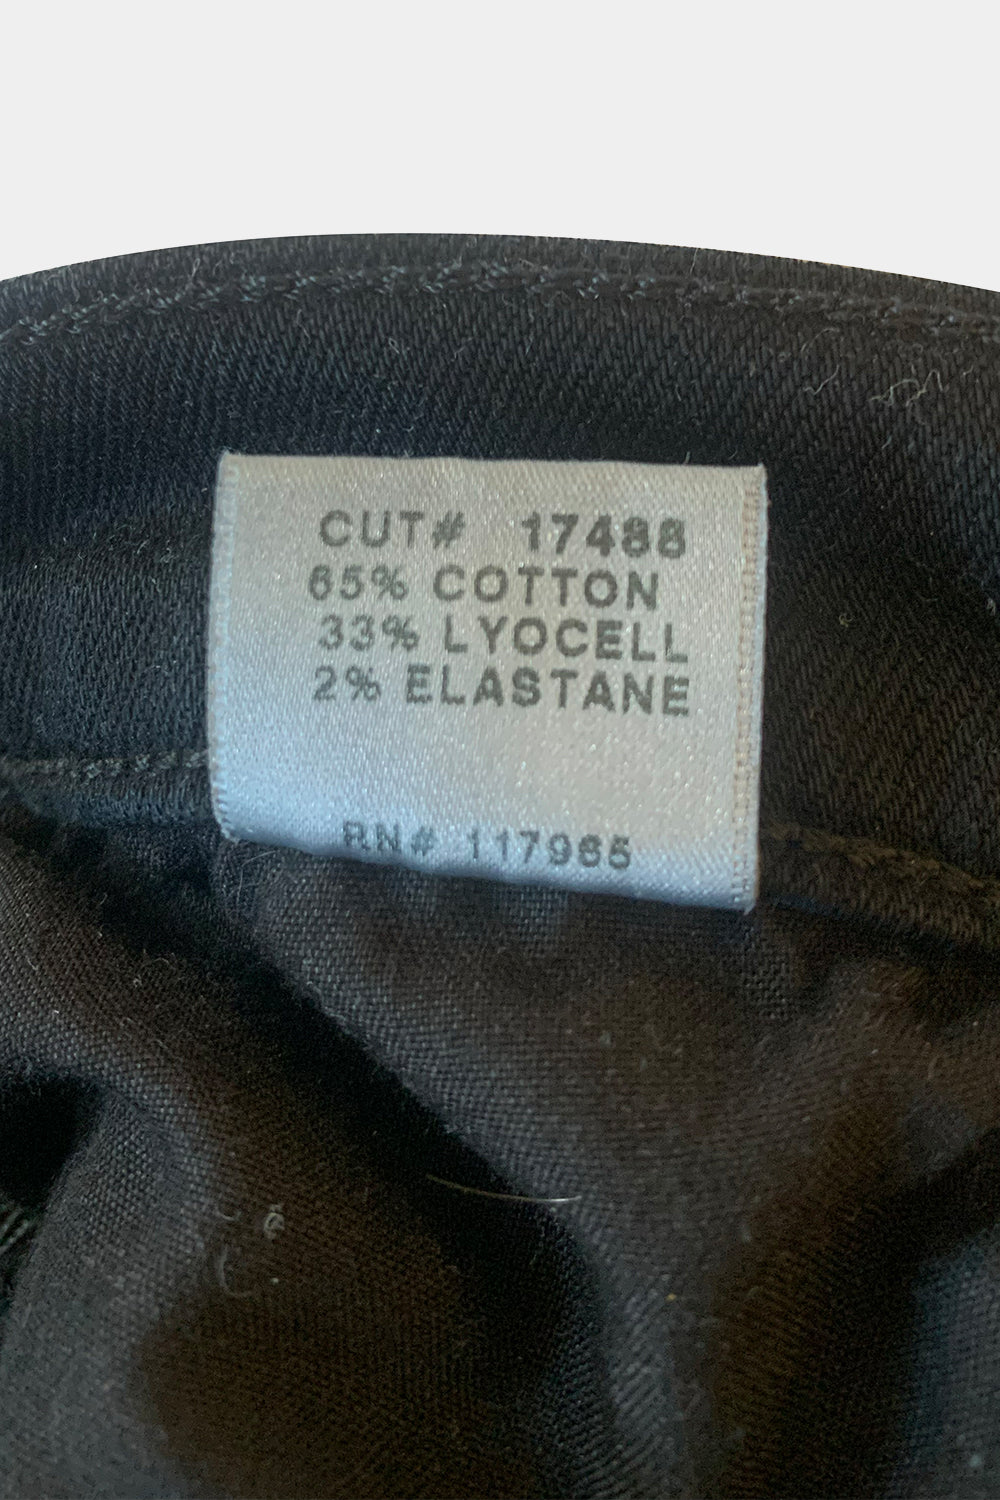 CUT# 17488
65% COTTON
33% LYOCELL
2% ELASTANE
RN# 117965